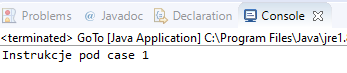 Problems @ Javadoc Declaration Console
<terminated> GoTo [Java Application] C:\Program Files\Java\jre1.
Instrukcje pod case 1